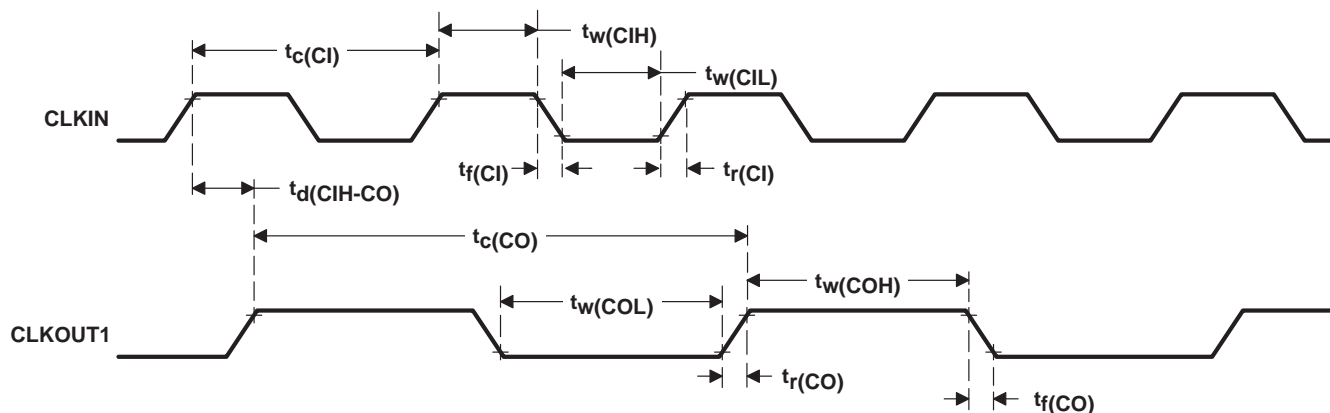 tw(CIH)
tc(CI)
tw(CIL)
CLKIN
tf(CI)
tr(CI)
td(CIH-CO)
tc(CO)
tw(COH)
tw(COL)
CLKOUT1
tr(CO)
tf(CO)